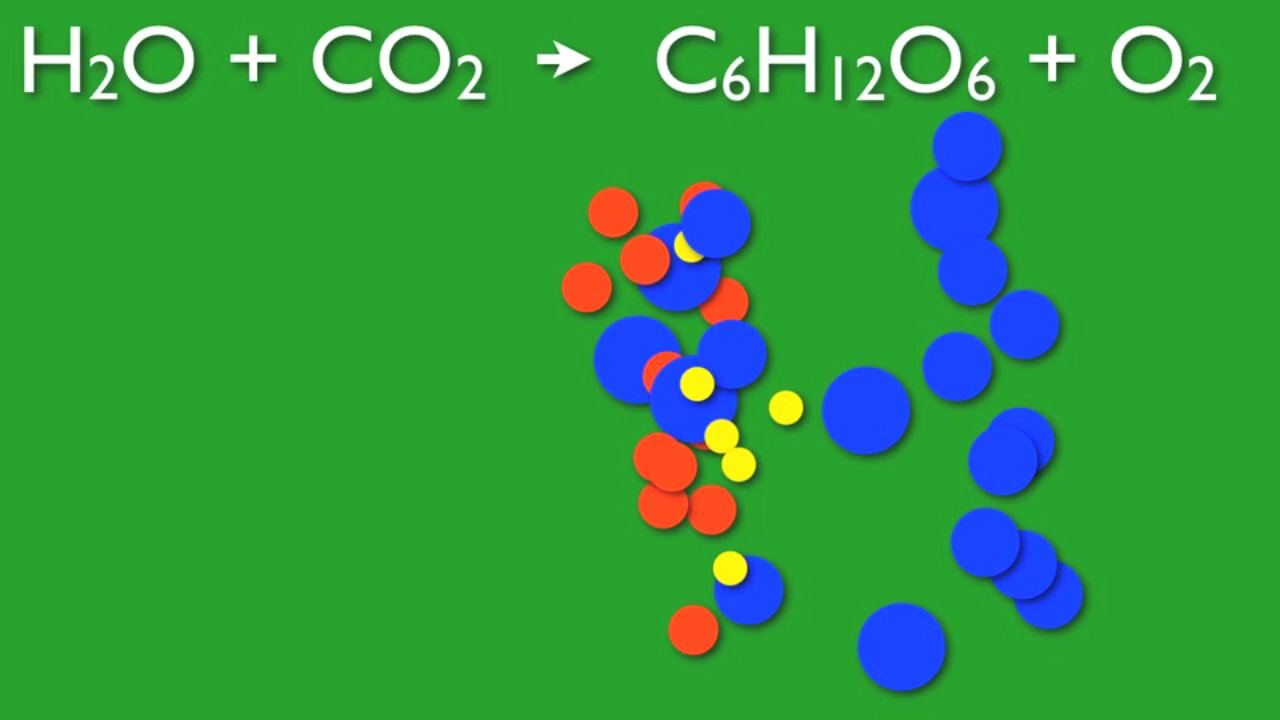 H₂O + CO₂ → C₆H₁₂O₆ + O₂